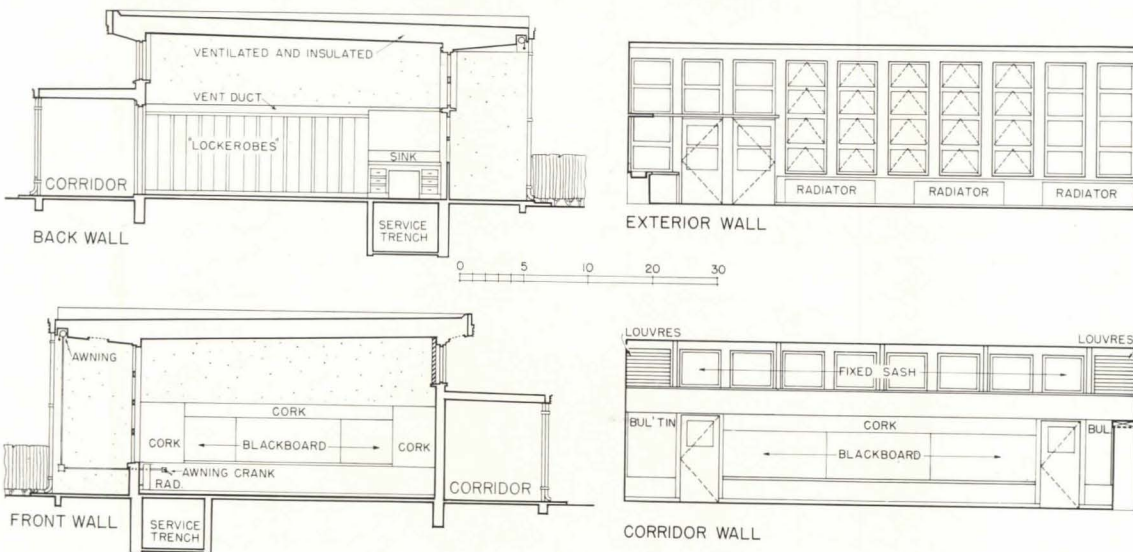 VENTILATED AND INSULATED
VENT DUCT
"LOCKEROBES"
SINK
CORRIDOR
SERVICE
TRENCH
BACK WALL
RADIATOR RADIATOR RADIATOR
EXTERIOR WALL
0 5 10 20 30
AWNING
CORK
CORK BLACKBOARD CORK
AWNING CRANK
RAD.
CORRIDOR
SERVICE
TRENCH
FRONT WALL
LOUVRES LOUVRES
FIXED SASH
BUL'TIN CORK BUL.
BLACKBOARD
CORRIDOR WALL